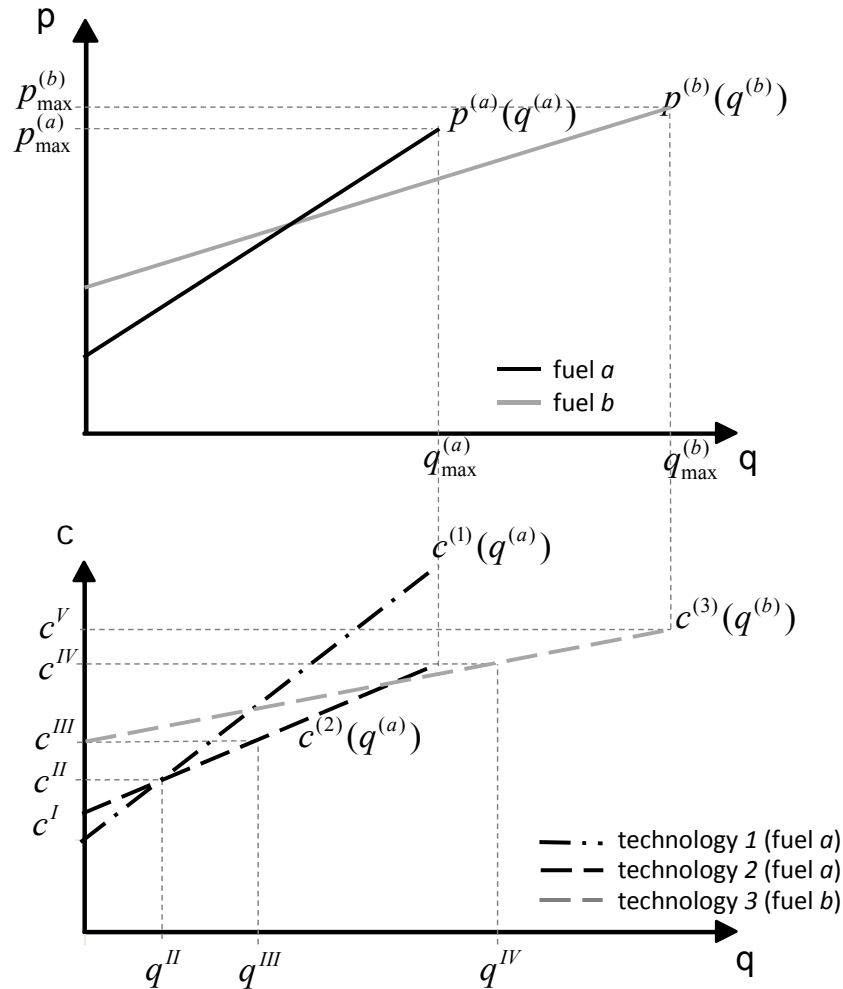 p
p_max^(b)
p_max^(a)
p^(a)(q^(a))
p^(b)(q^(b))
fuel a
fuel b
q_max^(a)
q_max^(b)
q
c
c^(1)(q^(a))
c^V
c^(3)(q^(b))
c^IV
c^III
c^(2)(q^(a))
c^II
c^I
technology 1 (fuel a)
technology 2 (fuel a)
technology 3 (fuel b)
q^II
q^III
q^IV
q